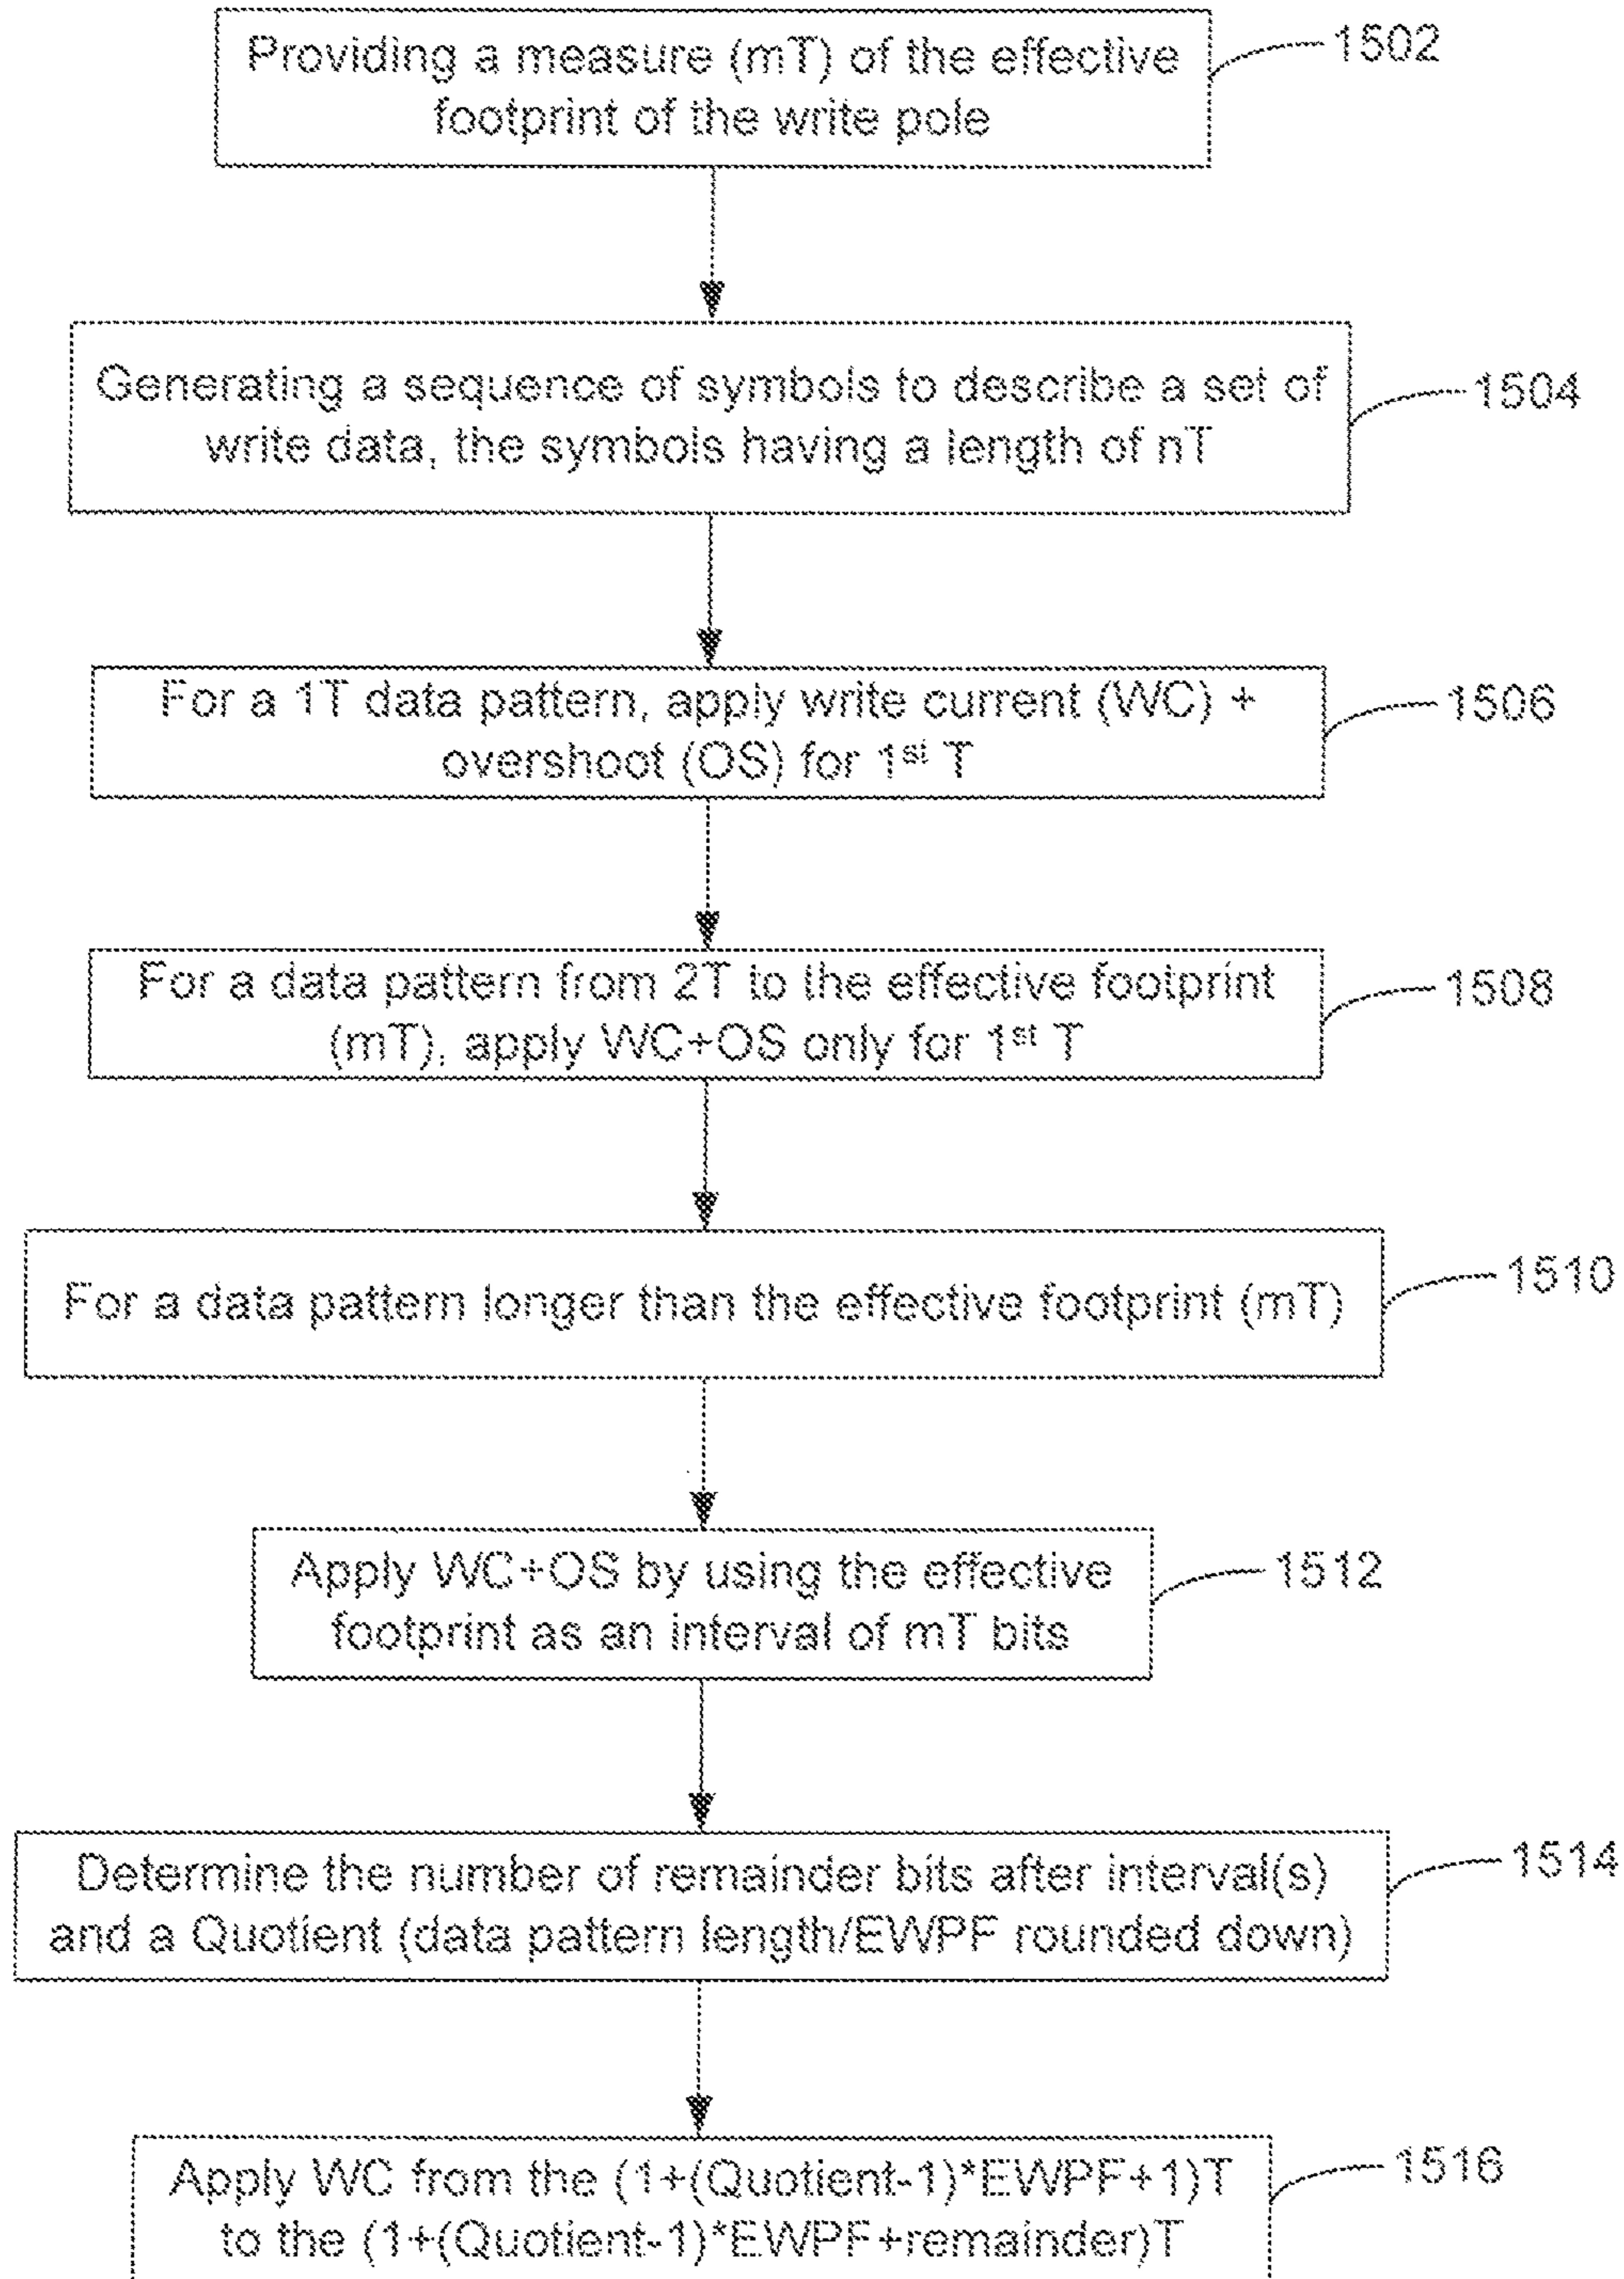 Providing a measure (mT) of the effective
footprint of the write pole
1502
Generating a sequence of symbols to describe a set of
write data, the symbols having a length of nT
1504
For a 1T data pattern, apply write current (WC) +
overshoot (OS) for 1st T
1506
For a data pattern from 2T to the effective footprint
(mT), apply WC+OS only for 1st T
1508
For a data pattern longer than the effective footprint (mT)
1510
Apply WC+OS by using the effective
footprint as an interval of mT bits
1512
Determine the number of remainder bits after interval(s)
and a Quotient (data pattern length/EWPF rounded down)
1514
Apply WC from the (1+(Quotient-1)*EWPF+1)T
to the (1+(Quotient-1)*EWPF+remainder)T
1516